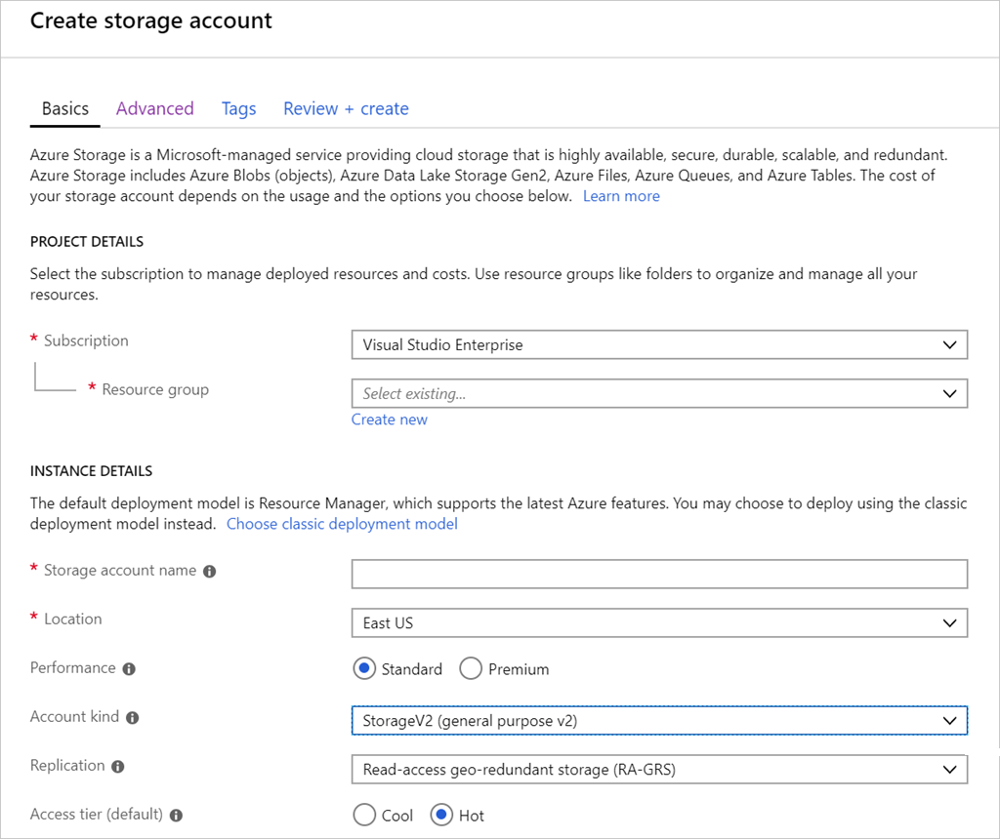 Create storage account
Basics Advanced Tags Review + create
Azure Storage is a Microsoft-managed service providing cloud storage that is highly available, secure, durable, scalable, and redundant.
Azure Storage includes Azure Blobs (objects), Azure Data Lake Storage Gen2, Azure Files, Azure Queues, and Azure Tables. The cost of
your storage account depends on the usage and the options you choose below. Learn more
PROJECT DETAILS
Select the subscription to manage deployed resources and costs. Use resource groups like folders to organize and manage all your
resources.
* Subscription Visual Studio Enterprise
* Resource group Select existing...
Create new
INSTANCE DETAILS
The default deployment model is Resource Manager, which supports the latest Azure features. You may choose to deploy using the classic
deployment model instead. Choose classic deployment model
* Storage account name
* Location East US
Performance Standard Premium
Account kind StorageV2 (general purpose v2)
Replication Read-access geo-redundant storage (RA-GRS)
Access tier (default) Cool Hot